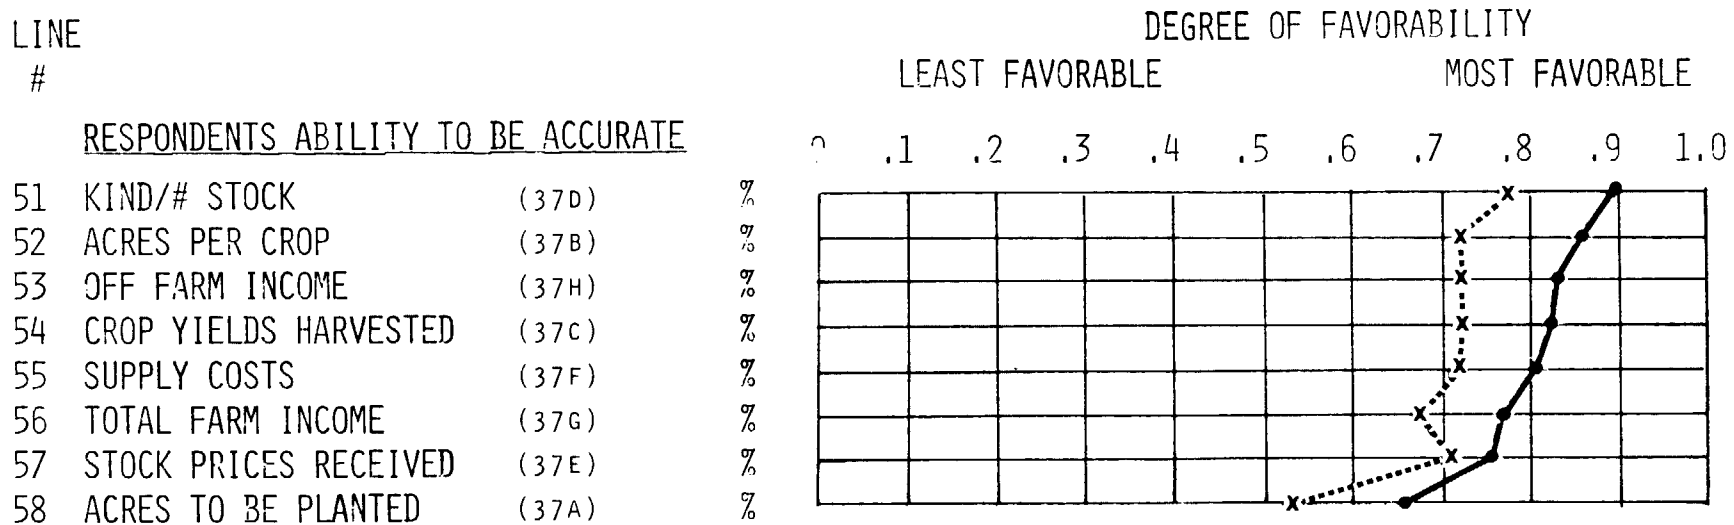 LINE
#
DEGREE OF FAVORABILITY
LEAST FAVORABLE MOST FAVORABLE
RESPONDENTS ABILITY TO BE ACCURATE
.1 .2 .3 .4 .5 .6 .7 .8 .9 1.0
51 KIND/# STOCK (37D) %
52 ACRES PER CROP (37B) %
53 OFF FARM INCOME (37H) %
54 CROP YIELDS HARVESTED (37C) %
55 SUPPLY COSTS (37F) %
56 TOTAL FARM INCOME (37G) %
57 STOCK PRICES RECEIVED (37E) %
58 ACRES TO BE PLANTED (37A) %